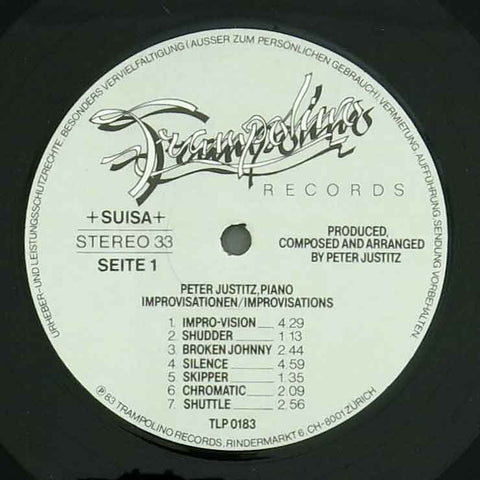 URHEBER-UND LEISTUNGSSCHUTZRECHTE, BESONDERS VERVIELFÄLTIGUNG (AUSSER ZUM PERSÖNLICHEN GEBRAUCH), VERMIETUNG, AUFFÜHRUNG, SENDUNG VORBEHALTEN.
Trampolino
RECORDS
+SUISA+
STEREO 33
SEITE 1
PRODUCED,
COMPOSED AND ARRANGED
BY PETER JUSTITZ
PETER JUSTITZ, PIANO
IMPROVISATIONEN/IMPROVISATIONS
1. IMPRO-VISION 4 29
2. SHUDDER 1 13
3. BROKEN JOHNNY 2 44
4. SILENCE 4.59
5. SKIPPER 1.35
6. CHROMATIC 2 09
7. SHUTTLE 2 56
TLP 0183
℗ 83 TRAMPOLINO RECORDS, RINDERMARKT 6, CH-8001 ZÜRICH